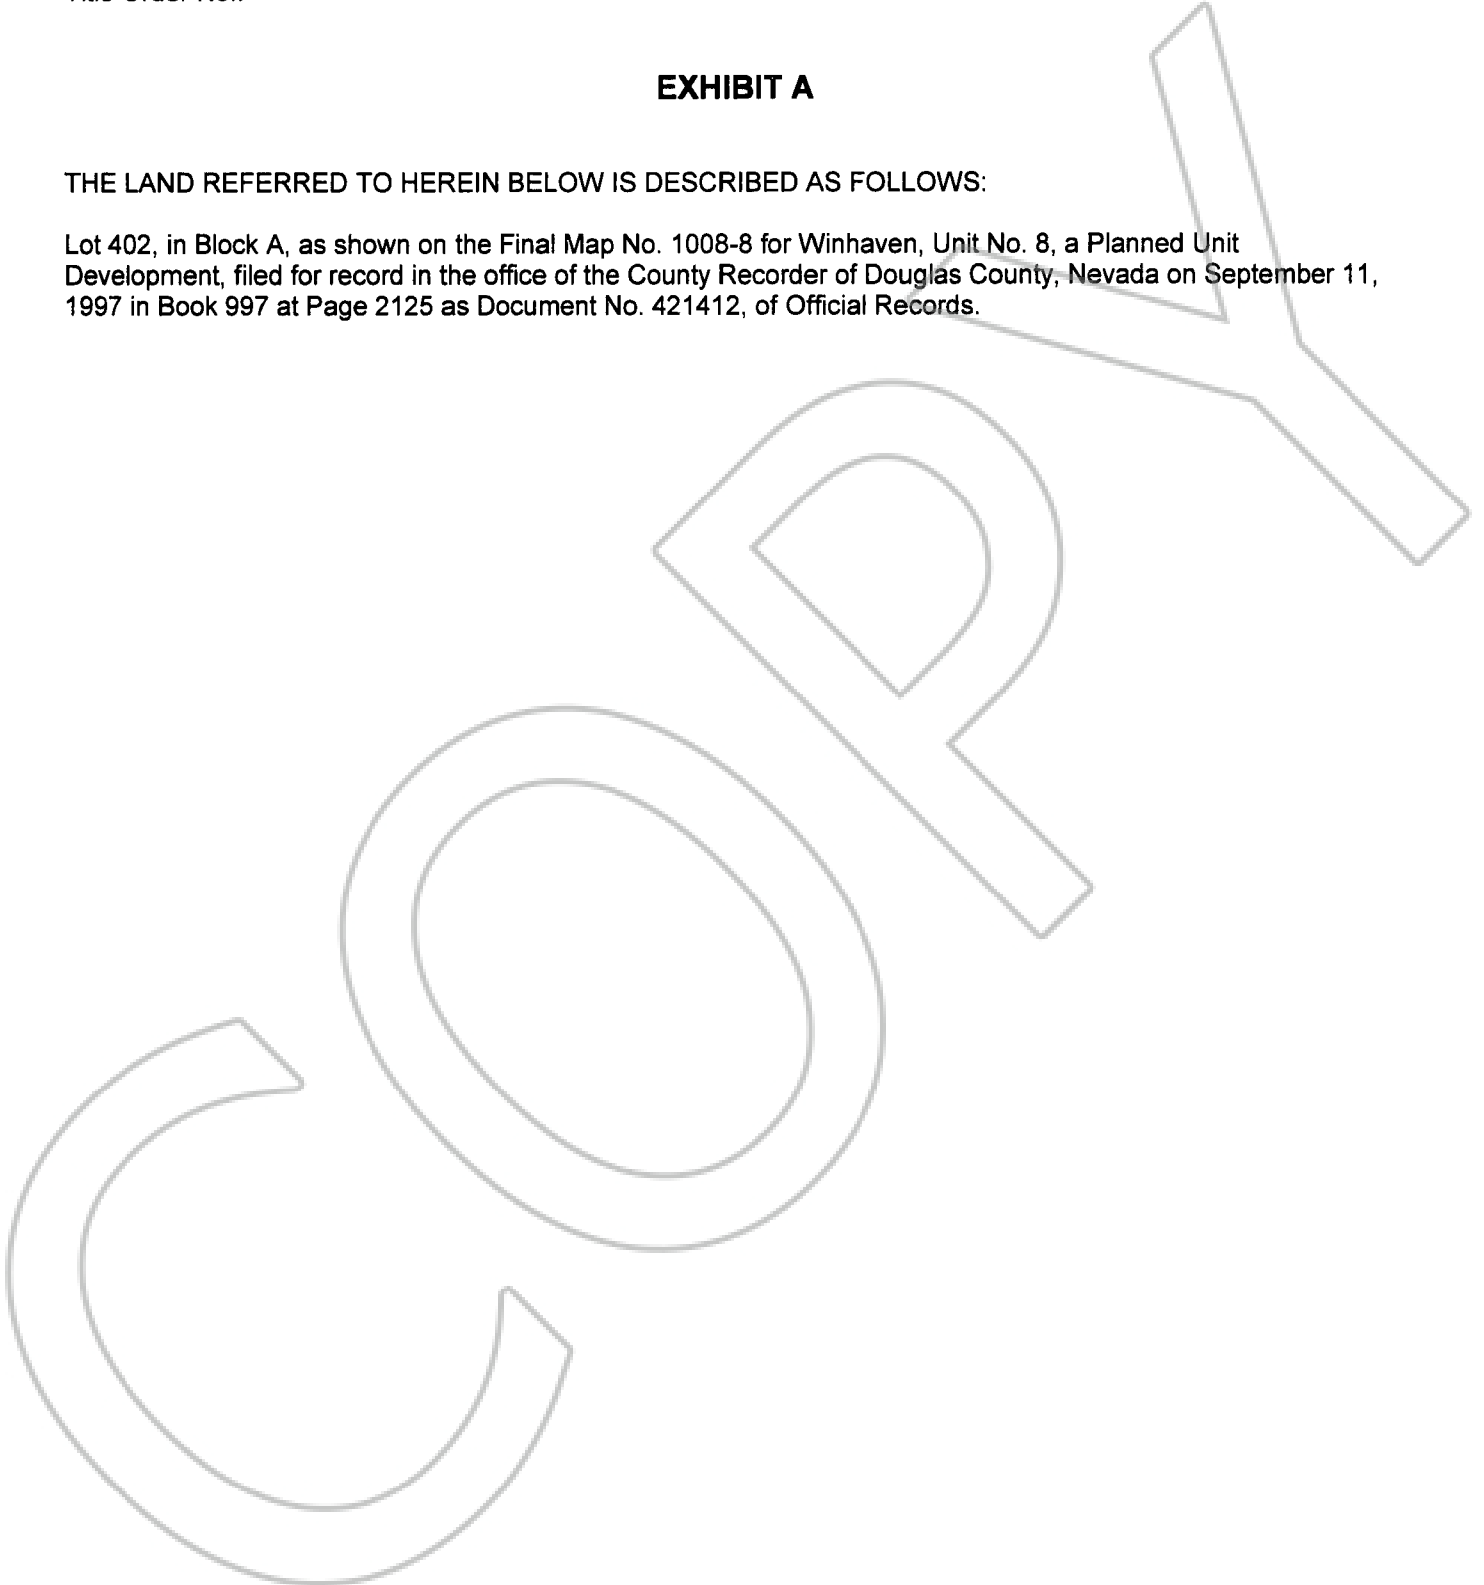 Title Order No.:
EXHIBIT A
THE LAND REFERRED TO HEREIN BELOW IS DESCRIBED AS FOLLOWS:
Lot 402, in Block A, as shown on the Final Map No. 1008-8 for Winhaven, Unit No. 8, a Planned Unit
Development, filed for record in the office of the County Recorder of Douglas County, Nevada on September 11,
1997 in Book 997 at Page 2125 as Document No. 421412, of Official Records.
COPY